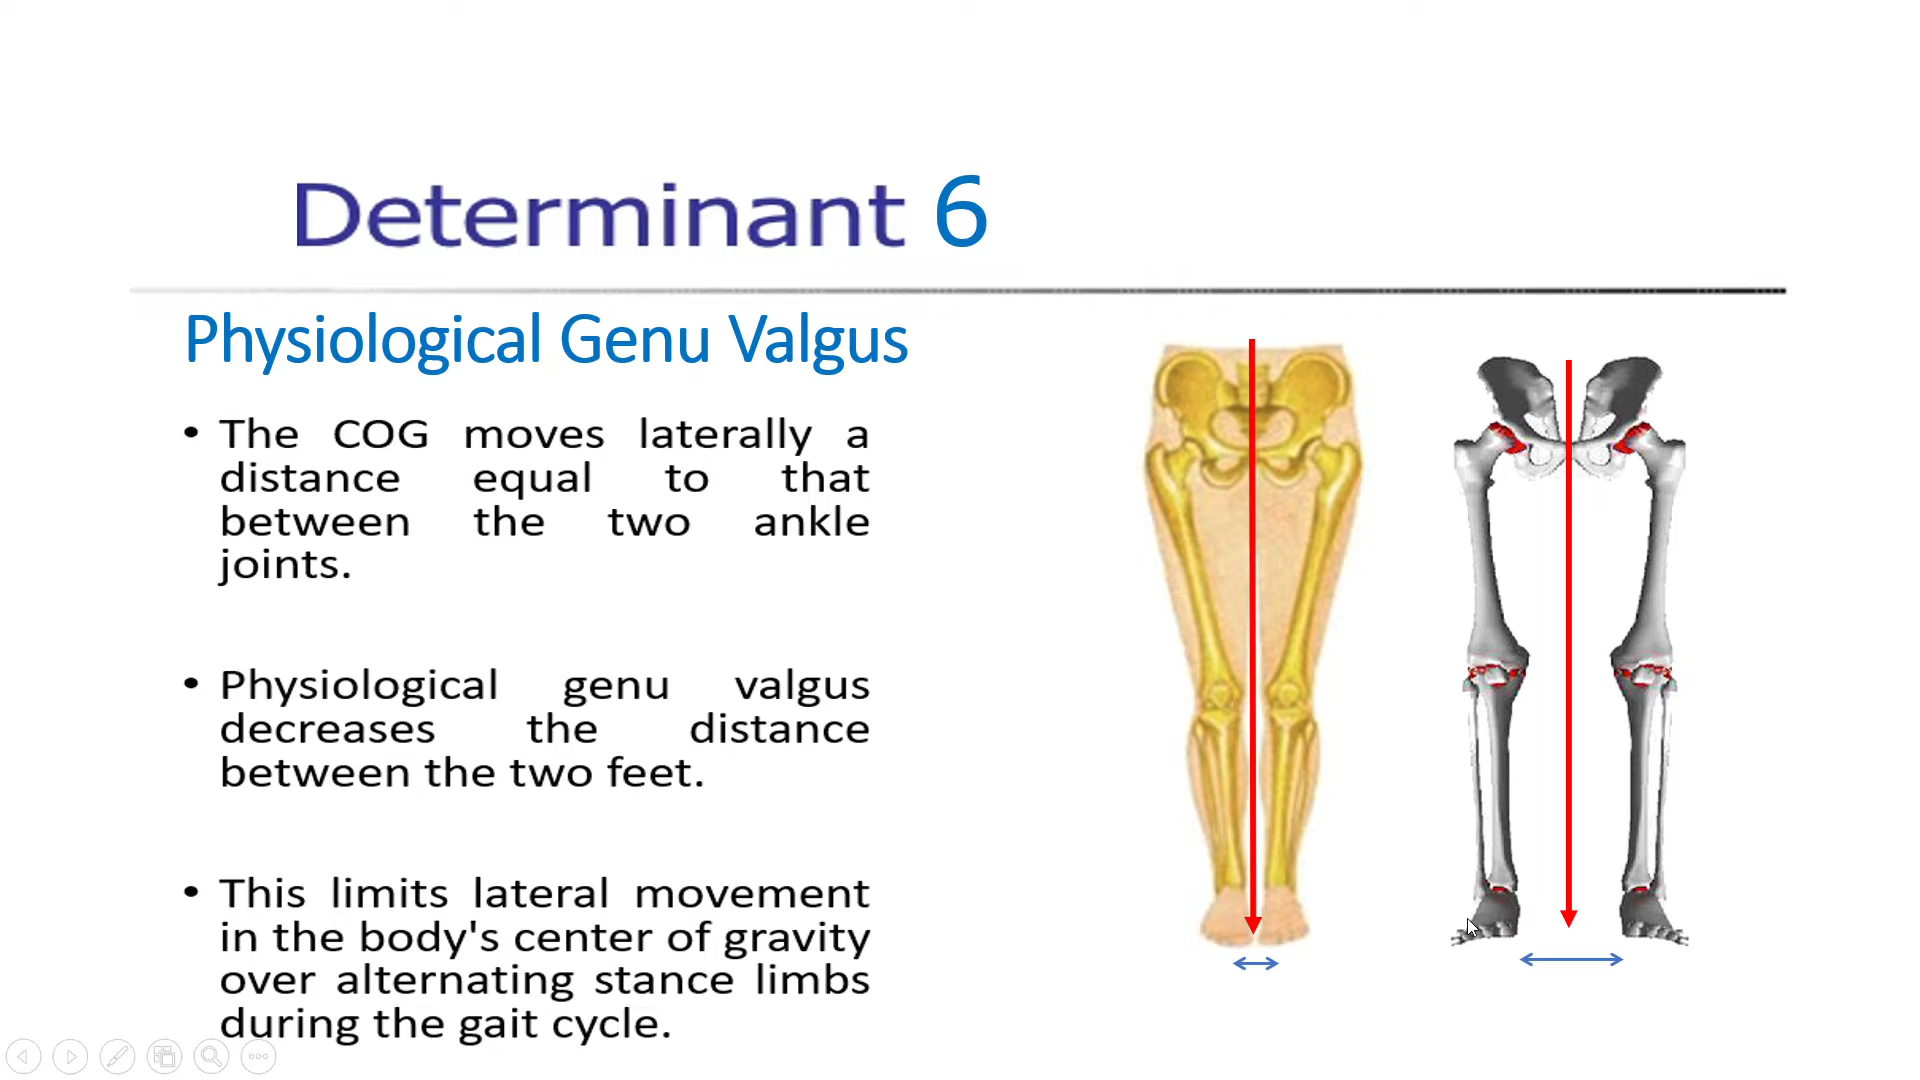 Determinant 6
Physiological Genu Valgus
• The COG moves laterally a
distance equal to that
between the two ankle
joints.
• Physiological genu valgus
decreases the distance
between the two feet.
• This limits lateral movement
in the body's center of gravity
over alternating stance limbs
during the gait cycle.